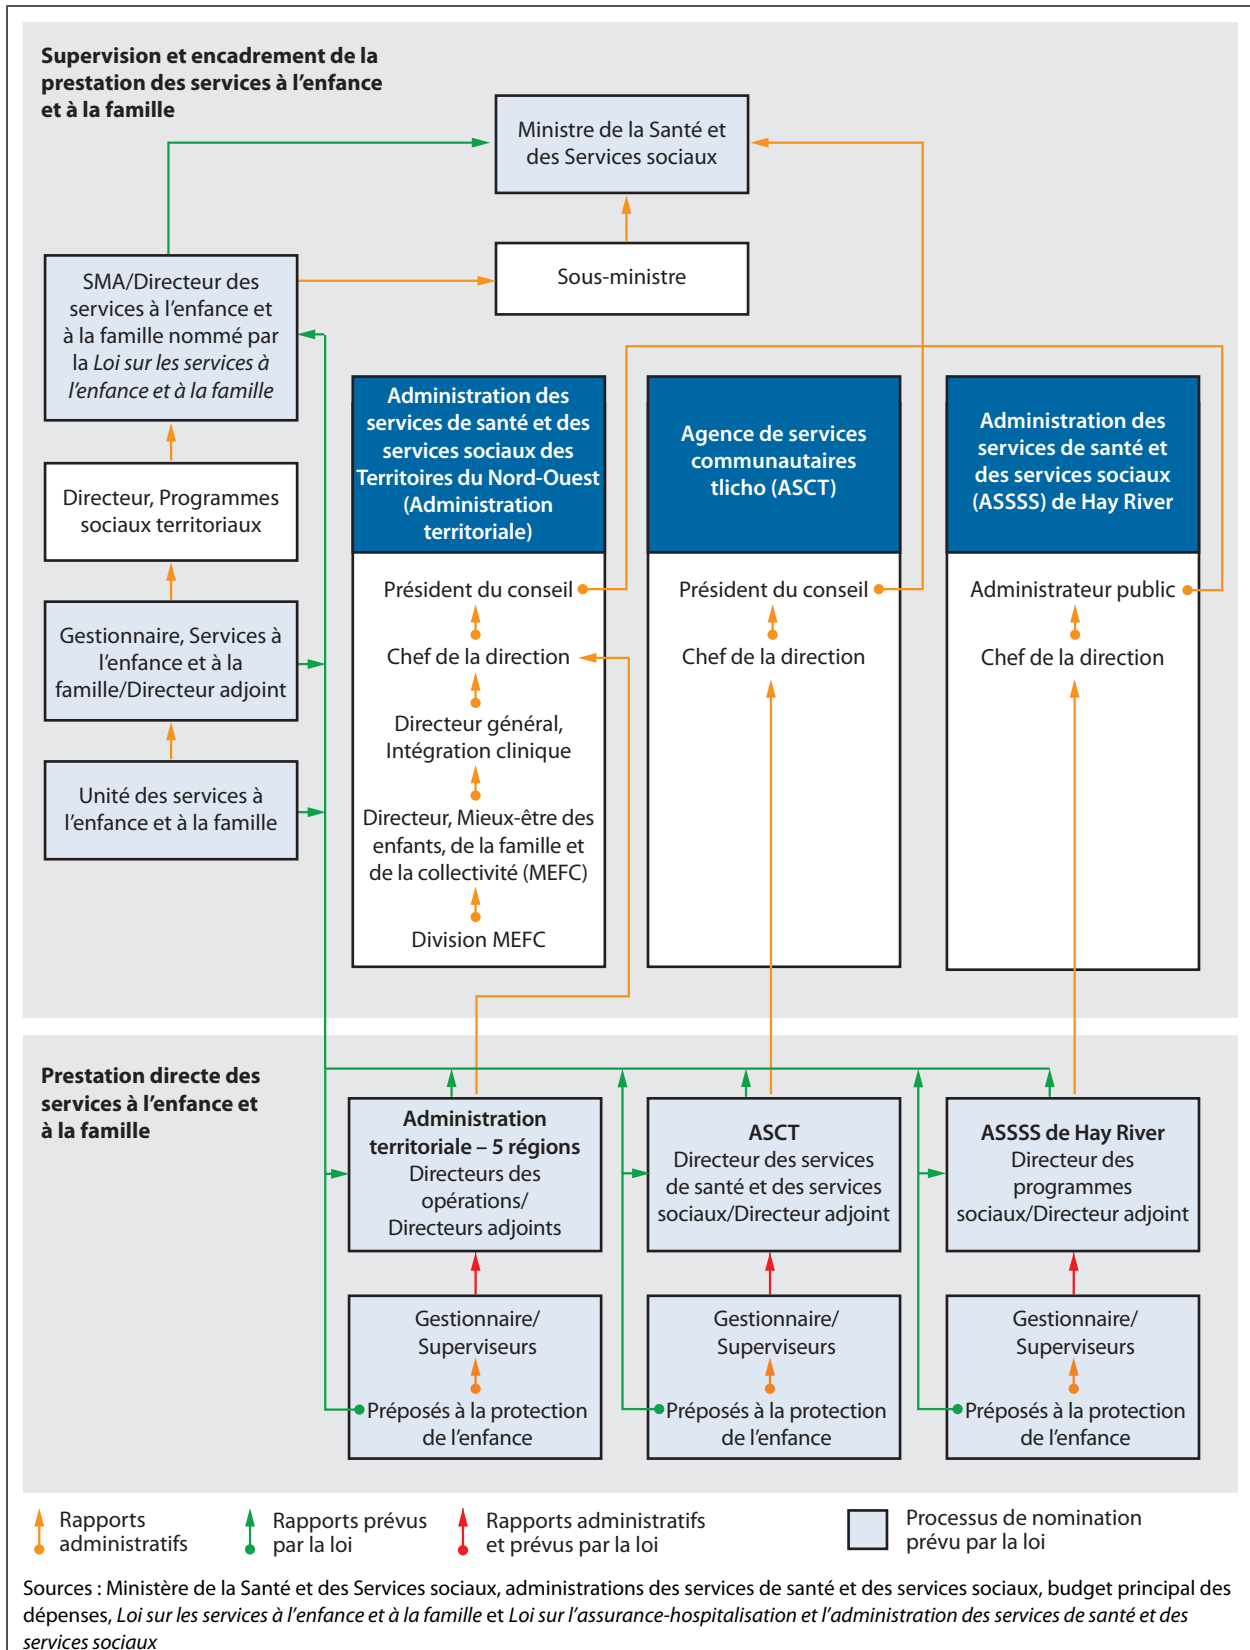 Supervision et encadrement de la
prestation des services à l’enfance
et à la famille
Ministre de la Santé et
des Services sociaux
SMA/Directeur des
services à l’enfance et
à la famille nommé par
la Loi sur les services à
l’enfance et à la famille
Sous-ministre
Directeur, Programmes
sociaux territoriaux
Gestionnaire, Services à
l’enfance et à la
famille/Directeur adjoint
Unité des services à
l’enfance et à la famille
Administration des
services de santé et des
services sociaux des
Territoires du Nord-Ouest
(Administration
territoriale)
Président du conseil
Chef de la direction
Directeur général,
Intégration clinique
Directeur, Mieux-être des
enfants, de la famille et
de la collectivité (MEFC)
Division MEFC
Agence de services
communautaires
tlicho (ASCT)
Président du conseil
Chef de la direction
Administration des
services de santé et
des services sociaux
(ASSSS) de Hay River
Administrateur public
Chef de la direction
Prestation directe des
services à l’enfance et
à la famille
Administration
territoriale – 5 régions
Directeurs des
opérations/
Directeurs adjoints
Gestionnaire/
Superviseurs
Préposés à la protection
de l’enfance
ASCT
Directeur des services
de santé et des services
sociaux/Directeur adjoint
Gestionnaire/
Superviseurs
Préposés à la protection
de l’enfance
ASSSS de Hay River
Directeur des
programmes
sociaux/Directeur adjoint
Gestionnaire/
Superviseurs
Préposés à la protection
de l’enfance
Rapports
administratifs
Rapports prévus
par la loi
Rapports administratifs
et prévus par la loi
Processus de nomination
prévu par la loi
Sources : Ministère de la Santé et des Services sociaux, administrations des services de santé et des services sociaux, budget principal des
dépenses, Loi sur les services à l’enfance et à la famille et Loi sur l’assurance-hospitalisation et l’administration des services de santé et des
services sociaux